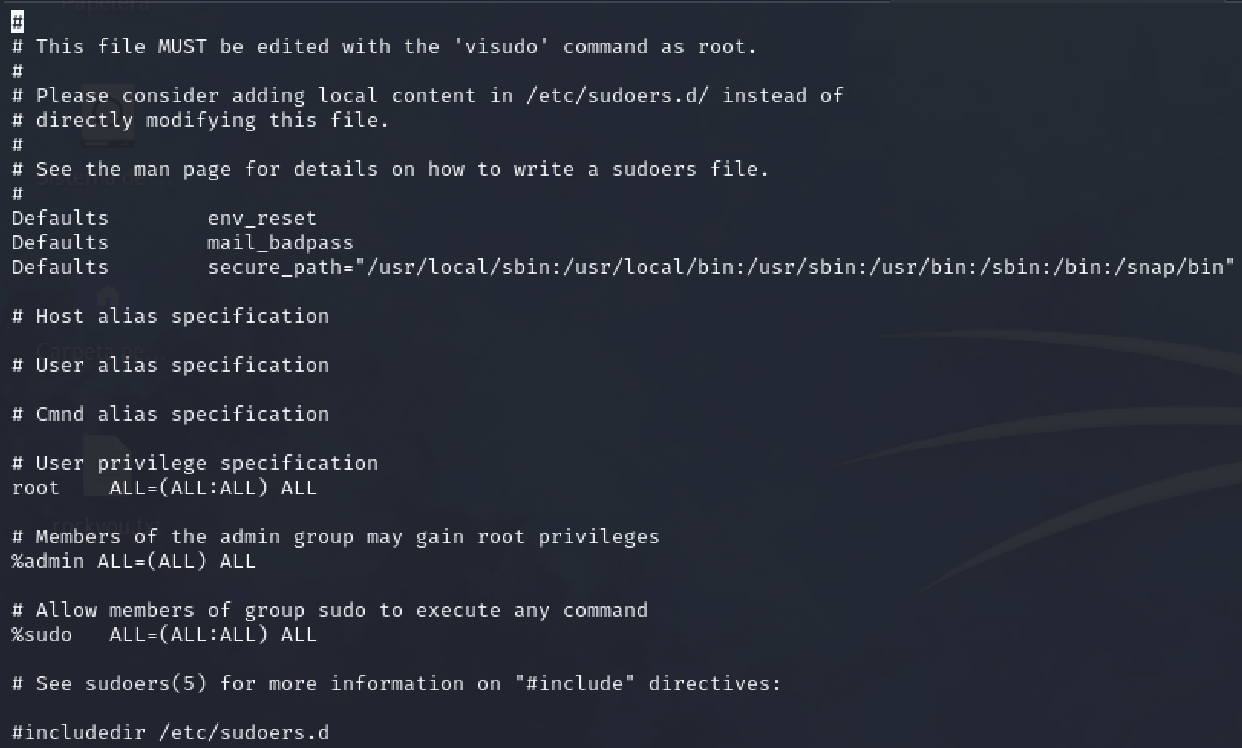 Papelera
#
# This file MUST be edited with the 'visudo' command as root.
#
# Please consider adding local content in /etc/sudoers.d/ instead of
# directly modifying this file.
#
# See the man page for details on how to write a sudoers file.
#
Defaults        env_reset
Defaults        mail_badpass
Defaults        secure_path="/usr/local/sbin:/usr/local/bin:/usr/sbin:/usr/bin:/sbin:/bin:/snap/bin"
# Host alias specification
# User alias specification
Carpeta
# Cmnd alias specification
# User privilege specification
root    ALL=(ALL:ALL) ALL
rockyou.txt
# Members of the admin group may gain root privileges
%admin ALL=(ALL) ALL
# Allow members of group sudo to execute any command
%sudo   ALL=(ALL:ALL) ALL
# See sudoers(5) for more information on "#include" directives:
#includedir /etc/sudoers.d